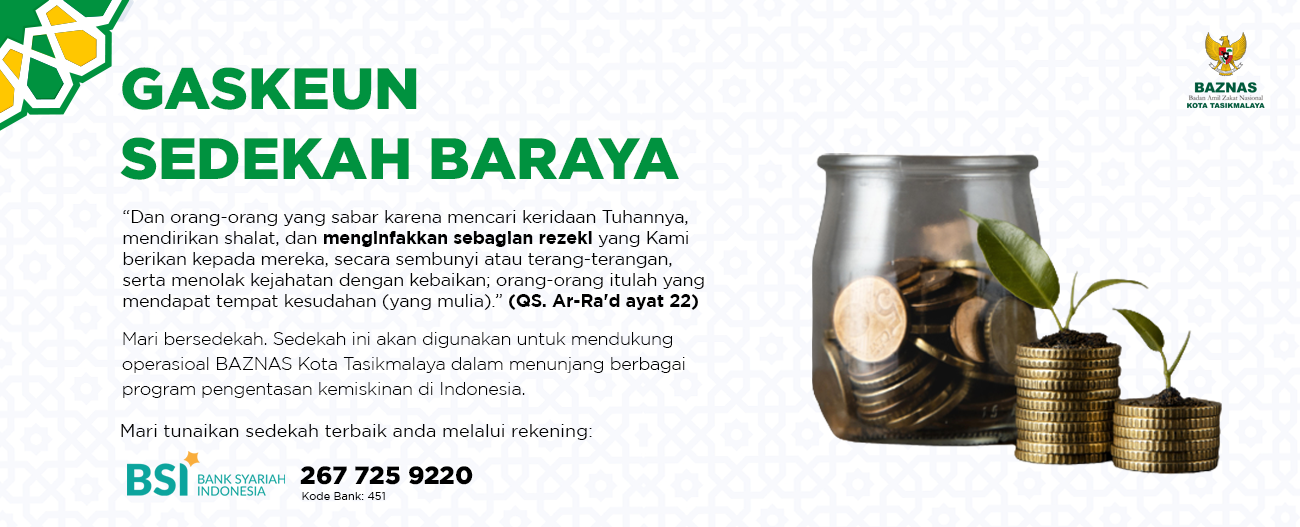 GASKEUN
SEDEKAH BARAYA
BAZNAS
Badan Amil Zakat Nasional
KOTA TASIKMALAYA
“Dan orang-orang yang sabar karena mencari keridaan Tuhannya,
mendirikan shalat, dan menginfakkan sebagian rezeki yang Kami
berikan kepada mereka, secara sembunyi atau terang-terangan,
serta menolak kejahatan dengan kebaikan; orang-orang itulah yang
mendapat tempat kesudahan (yang mulia).” (QS. Ar-Ra'd ayat 22)
Mari bersedekah. Sedekah ini akan digunakan untuk mendukung
operasioal BAZNAS Kota Tasikmalaya dalam menunjang berbagai
program pengentasan kemiskinan di Indonesia.
Mari tunaikan sedekah terbaik anda melalui rekening:
BSI BANK SYARIAH
INDONESIA
267 725 9220
Kode Bank: 451